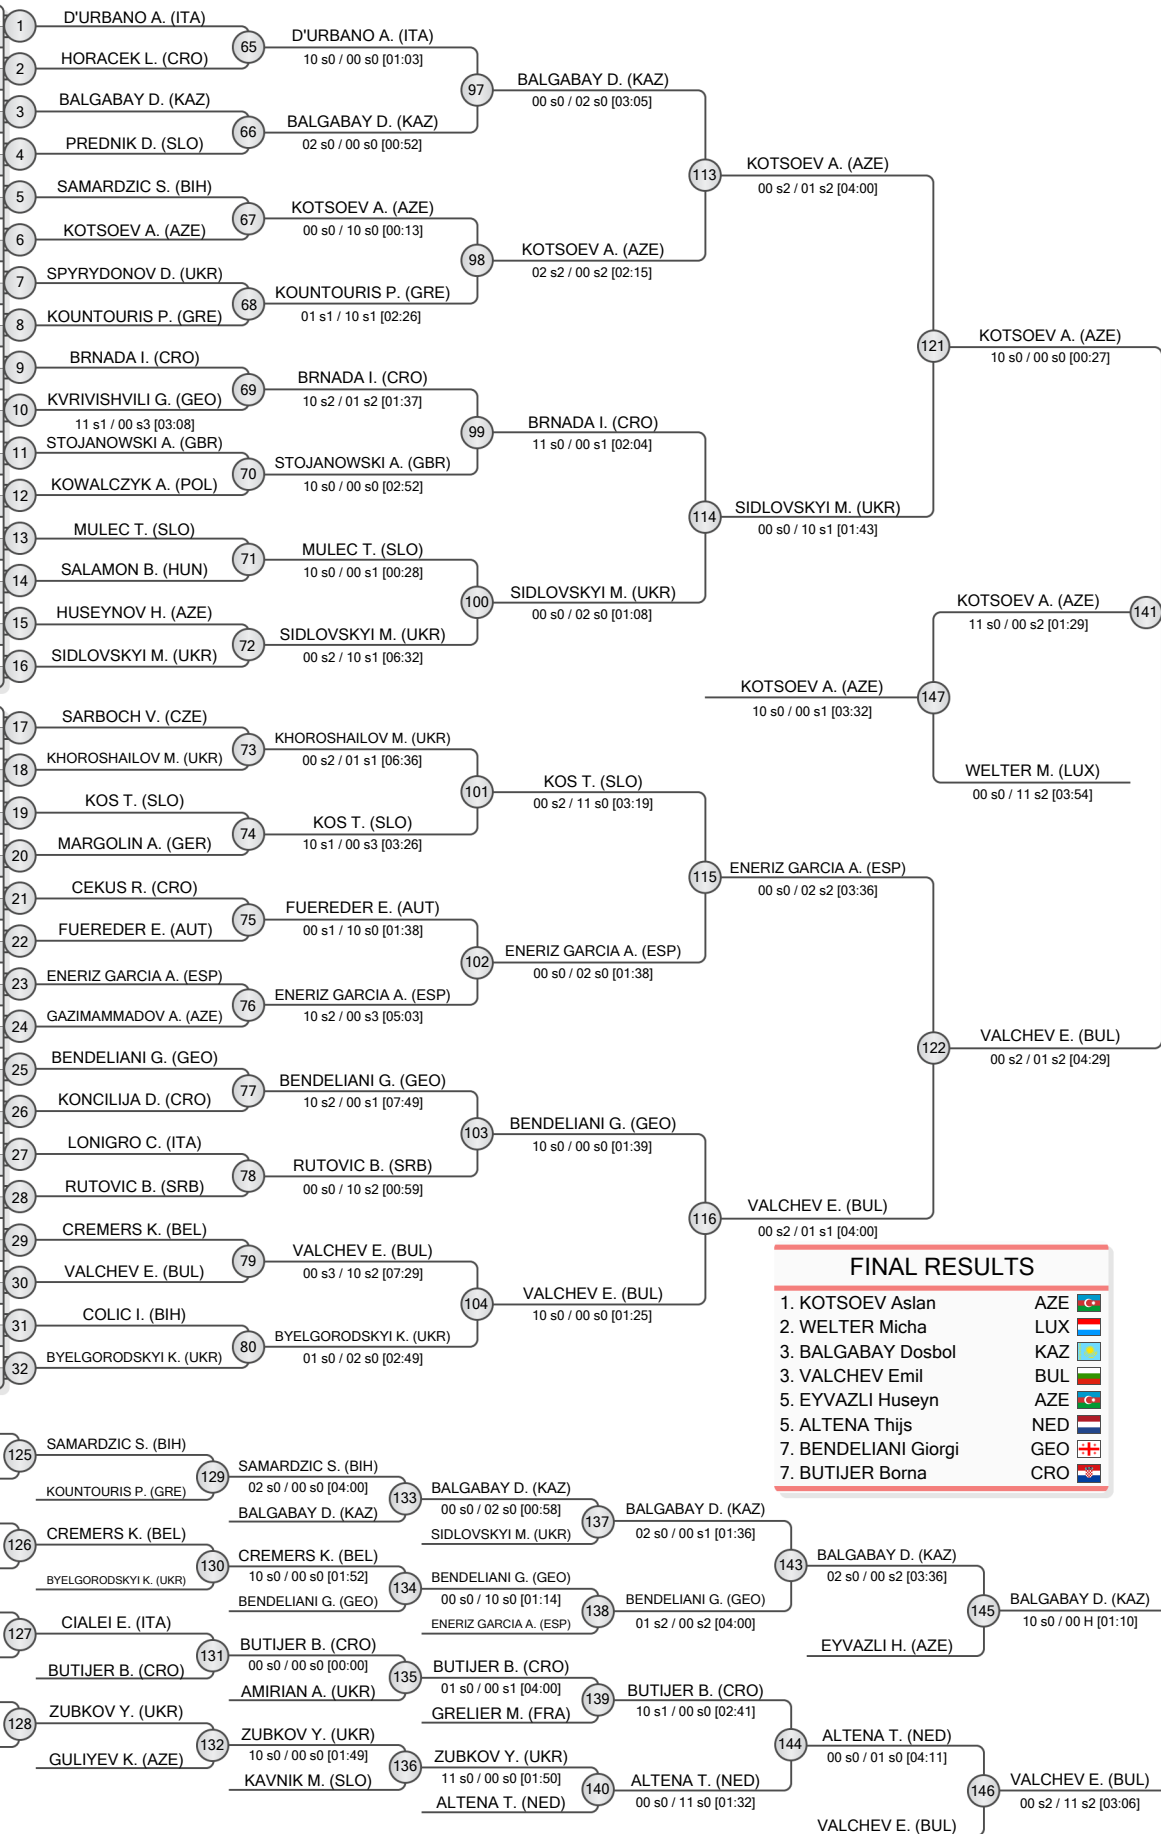 1 D'URBANO A. (ITA)
2 HORACEK L. (CRO)
3 BALGABAY D. (KAZ)
4 PREDNIK D. (SLO)
5 SAMARDZIC S. (BIH)
6 KOTSOEV A. (AZE)
7 SPYRYDONOV D. (UKR)
8 KOUNTOURIS P. (GRE)
9 BRNADA I. (CRO)
10 KVRIVISHVILI G. (GEO)
11 s1 / 00 s3 [03:08]
11 STOJANOWSKI A. (GBR)
12 KOWALCZYK A. (POL)
13 MULEC T. (SLO)
14 SALAMON B. (HUN)
15 HUSEYNOV H. (AZE)
16 SIDLOVSKYI M. (UKR)
17 SARBOCH V. (CZE)
18 KHOROSHAILOV M. (UKR)
19 KOS T. (SLO)
20 MARGOLIN A. (GER)
21 CEKUS R. (CRO)
22 FUEREDER E. (AUT)
23 ENERIZ GARCIA A. (ESP)
24 GAZIMAMMADOV A. (AZE)
25 BENDELIANI G. (GEO)
26 KONCILIJA D. (CRO)
27 LONIGRO C. (ITA)
28 RUTOVIC B. (SRB)
29 CREMERS K. (BEL)
30 VALCHEV E. (BUL)
31 COLIC I. (BIH)
32 BYELGORODSKYI K. (UKR)
65 D'URBANO A. (ITA)
10 s0 / 00 s0 [01:03]
66 BALGABAY D. (KAZ)
02 s0 / 00 s0 [00:52]
67 KOTSOEV A. (AZE)
00 s0 / 10 s0 [00:13]
68 KOUNTOURIS P. (GRE)
01 s1 / 10 s1 [02:26]
69 BRNADA I. (CRO)
10 s2 / 01 s2 [01:37]
70 STOJANOWSKI A. (GBR)
10 s0 / 00 s0 [02:52]
71 MULEC T. (SLO)
10 s0 / 00 s1 [00:28]
72 SIDLOVSKYI M. (UKR)
00 s2 / 10 s1 [06:32]
73 KHOROSHAILOV M. (UKR)
00 s2 / 01 s1 [06:36]
74 KOS T. (SLO)
10 s1 / 00 s3 [03:26]
75 FUEREDER E. (AUT)
00 s1 / 10 s0 [01:38]
76 ENERIZ GARCIA A. (ESP)
10 s2 / 00 s3 [05:03]
77 BENDELIANI G. (GEO)
10 s2 / 00 s1 [07:49]
78 RUTOVIC B. (SRB)
00 s0 / 10 s2 [00:59]
79 VALCHEV E. (BUL)
00 s3 / 10 s2 [07:29]
80 BYELGORODSKYI K. (UKR)
01 s0 / 02 s0 [02:49]
97 BALGABAY D. (KAZ)
00 s0 / 02 s0 [03:05]
98 KOTSOEV A. (AZE)
02 s2 / 00 s2 [02:15]
99 BRNADA I. (CRO)
11 s0 / 00 s1 [02:04]
100 SIDLOVSKYI M. (UKR)
00 s0 / 02 s0 [01:08]
101 KOS T. (SLO)
00 s2 / 11 s0 [03:19]
102 ENERIZ GARCIA A. (ESP)
00 s0 / 02 s0 [01:38]
103 BENDELIANI G. (GEO)
10 s0 / 00 s0 [01:39]
104 VALCHEV E. (BUL)
10 s0 / 00 s0 [01:25]
113 KOTSOEV A. (AZE)
00 s2 / 01 s2 [04:00]
114 SIDLOVSKYI M. (UKR)
00 s0 / 10 s1 [01:43]
115 ENERIZ GARCIA A. (ESP)
00 s0 / 02 s2 [03:36]
116 VALCHEV E. (BUL)
00 s2 / 01 s1 [04:00]
121 KOTSOEV A. (AZE)
10 s0 / 00 s0 [00:27]
122 VALCHEV E. (BUL)
00 s2 / 01 s2 [04:29]
KOTSOEV A. (AZE)
10 s0 / 00 s1 [03:32]
147
KOTSOEV A. (AZE) 141
11 s0 / 00 s2 [01:29]
WELTER M. (LUX)
00 s0 / 11 s2 [03:54]
FINAL RESULTS
1. KOTSOEV Aslan AZE
2. WELTER Micha LUX
3. BALGABAY Dosbol KAZ
3. VALCHEV Emil BUL
5. EYVAZLI Huseyn AZE
5. ALTENA Thijs NED
7. BENDELIANI Giorgi GEO
7. BUTIJER Borna CRO
125 SAMARDZIC S. (BIH)
KOUNTOURIS P. (GRE)
126 CREMERS K. (BEL)
BYELGORODSKYI K. (UKR)
127 CIALEI E. (ITA)
BUTIJER B. (CRO)
128 ZUBKOV Y. (UKR)
GULIYEV K. (AZE)
129 SAMARDZIC S. (BIH)
02 s0 / 00 s0 [04:00]
BALGABAY D. (KAZ)
130 CREMERS K. (BEL)
10 s0 / 00 s0 [01:52]
BENDELIANI G. (GEO)
131 BUTIJER B. (CRO)
00 s0 / 00 s0 [00:00]
AMIRIAN A. (UKR)
132 ZUBKOV Y. (UKR)
10 s0 / 00 s0 [01:49]
KAVNIK M. (SLO)
133 BALGABAY D. (KAZ)
00 s0 / 02 s0 [00:58]
SIDLOVSKYI M. (UKR)
134 BENDELIANI G. (GEO)
00 s0 / 10 s0 [01:14]
ENERIZ GARCIA A. (ESP)
135 BUTIJER B. (CRO)
01 s0 / 00 s1 [04:00]
GRELIER M. (FRA)
136 ZUBKOV Y. (UKR)
11 s0 / 00 s0 [01:50]
ALTENA T. (NED)
137 BALGABAY D. (KAZ)
02 s0 / 00 s1 [01:36]
138 BENDELIANI G. (GEO)
01 s2 / 00 s2 [04:00]
139 BUTIJER B. (CRO)
10 s1 / 00 s0 [02:41]
140 ALTENA T. (NED)
00 s0 / 11 s0 [01:32]
143 BALGABAY D. (KAZ)
02 s0 / 00 s2 [03:36]
EYVAZLI H. (AZE)
144 ALTENA T. (NED)
00 s0 / 01 s0 [04:11]
VALCHEV E. (BUL)
145 BALGABAY D. (KAZ)
10 s0 / 00 H [01:10]
146 VALCHEV E. (BUL)
00 s2 / 11 s2 [03:06]